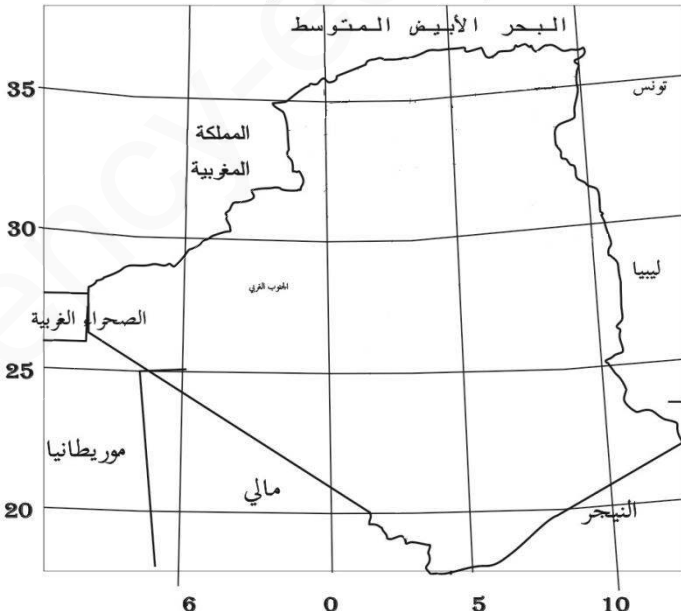 البحر الأبيض المتوسط
35
تونس
المملكة
المغربية
30
ليبيا
الجنوب الغربي
الصحراء الغربية
25
موريطانيا
مالي
20
النيجر
6 0 5 10